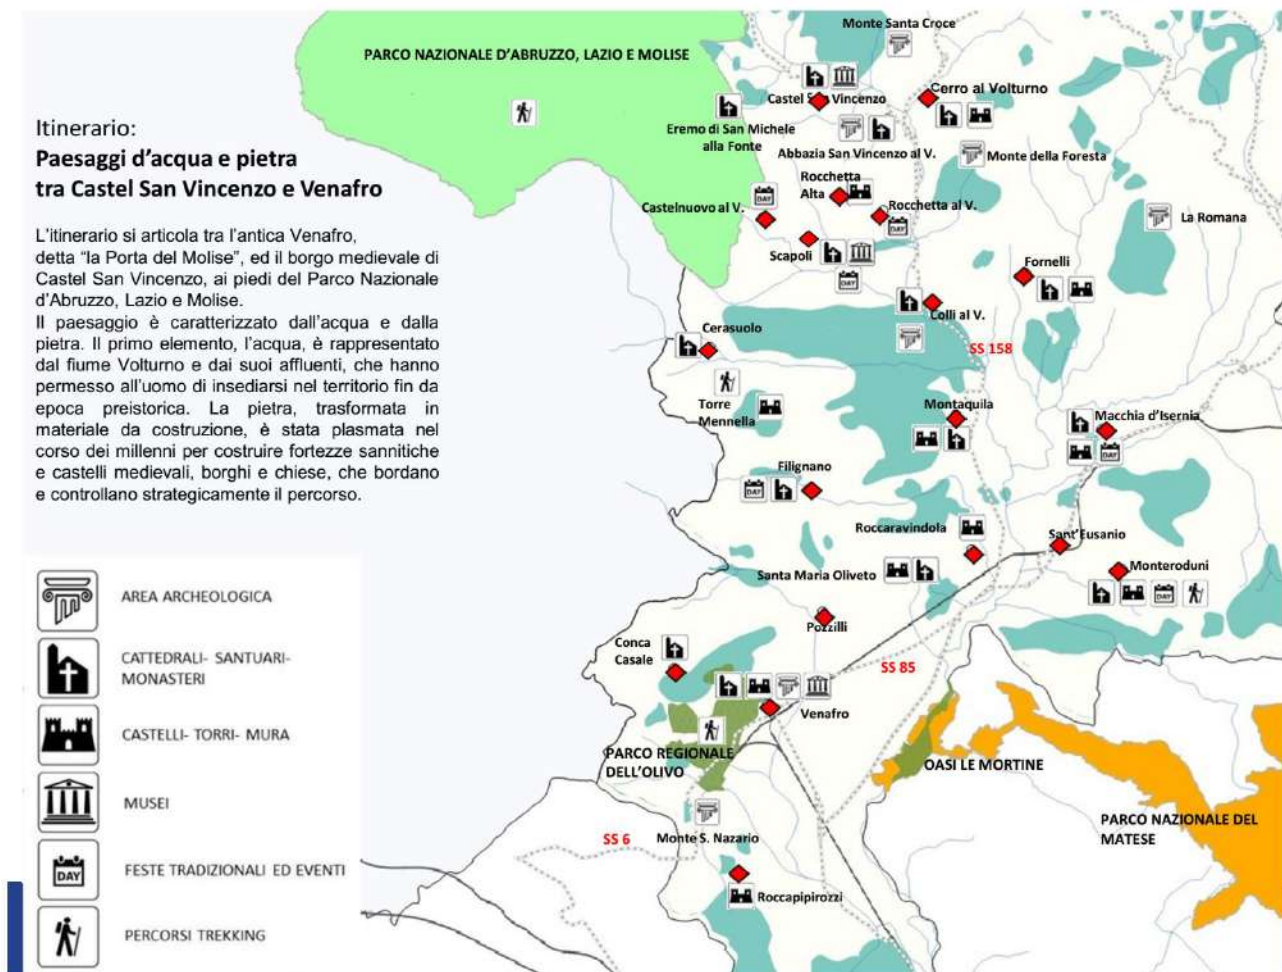 Itinerario:
Paesaggi d'acqua e pietra
tra Castel San Vincenzo e Venafro
L'itinerario si articola tra l'antica Venafro,
detta "la Porta del Molise", ed il borgo medievale di
Castel San Vincenzo, ai piedi del Parco Nazionale
d'Abruzzo, Lazio e Molise.
Il paesaggio è caratterizzato dall'acqua e dalla
pietra. Il primo elemento, l'acqua, è rappresentato
dal fiume Volturno e dai suoi affluenti, che hanno
permesso all'uomo di insediarsi nel territorio fin da
epoca preistorica. La pietra, trasformata in
materiale da costruzione, è stata plasmata nel
corso dei millenni per costruire fortezze sannitiche
e castelli medievali, borghi e chiese, che bordano
e controllano strategicamente il percorso.
AREA ARCHEOLOGICA
CATTEDRALI- SANTUARI-
MONASTERI
CASTELLI- TORRI- MURA
MUSEI
DAY
FESTE TRADIZIONALI ED EVENTI
PERCORSI TREKKING
PARCO NAZIONALE D'ABRUZZO, LAZIO E MOLISE
Monte Santa Croce
Castel San Vincenzo
Cerro al Volturno
Eremo di San Michele
alla Fonte
Abbazia San Vincenzo al V.
Monte della Foresta
Rocchetta
Alta
DAY
Castelnuovo al V.
Rocchetta al V.
DAY
La Romana
Scapoli
DAY
Fornelli
Colli al V.
Cerasuolo
SS 158
Torre
Mennella
Montaquila
Macchia d'Isernia
DAY
Filignano
DAY
Roccaravindola
Sant'Eusanio
Santa Maria Oliveto
Monteroduni
DAY
Pozzilli
Conca
Casale
SS 85
Venafro
PARCO REGIONALE
DELL'OLIVO
OASI LE MORTINE
SS 6
Monte S. Nazario
PARCO NAZIONALE DEL
MATESE
Roccapipirozzi